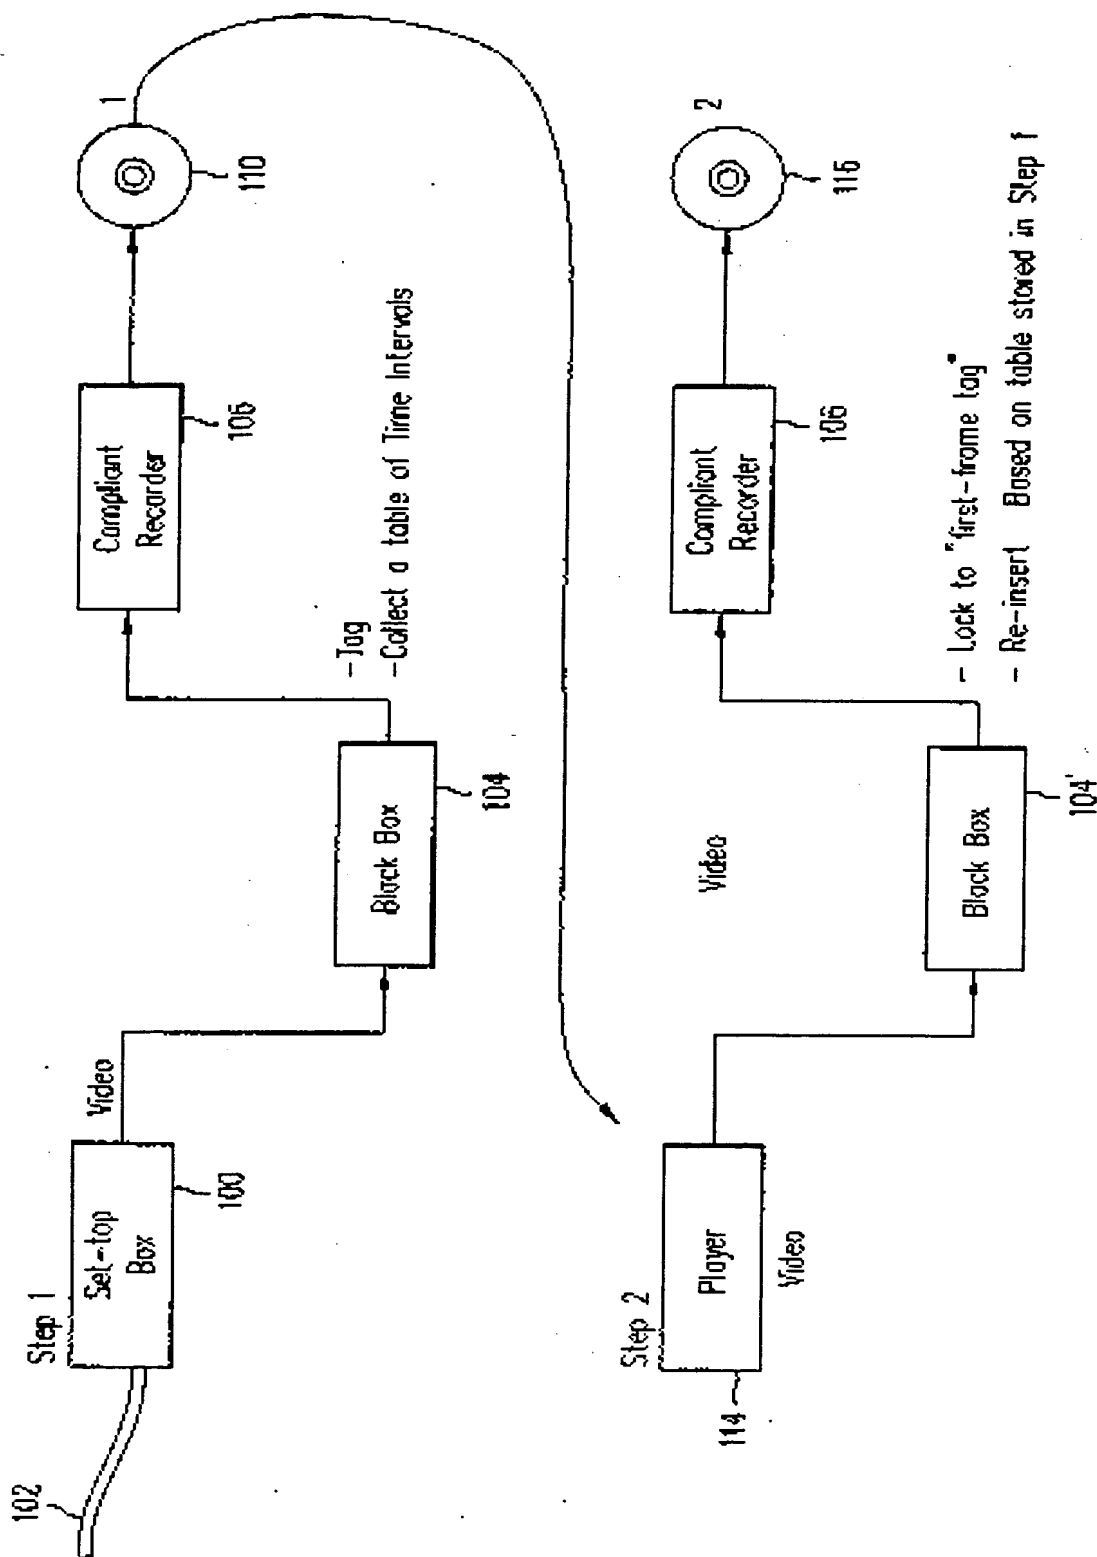 Step 1
102
Set-top
Box
100
Video
Black Box
104
-Tag
-Collect a table of Time Intervals
Compliant
Recorder
106
1
110
Step 2
Player
114
Video
Video
Black Box
104'
- Lock to "first-frame tag"
- Re-insert Based on table stored in Step 1
Compliant
Recorder
106
2
116